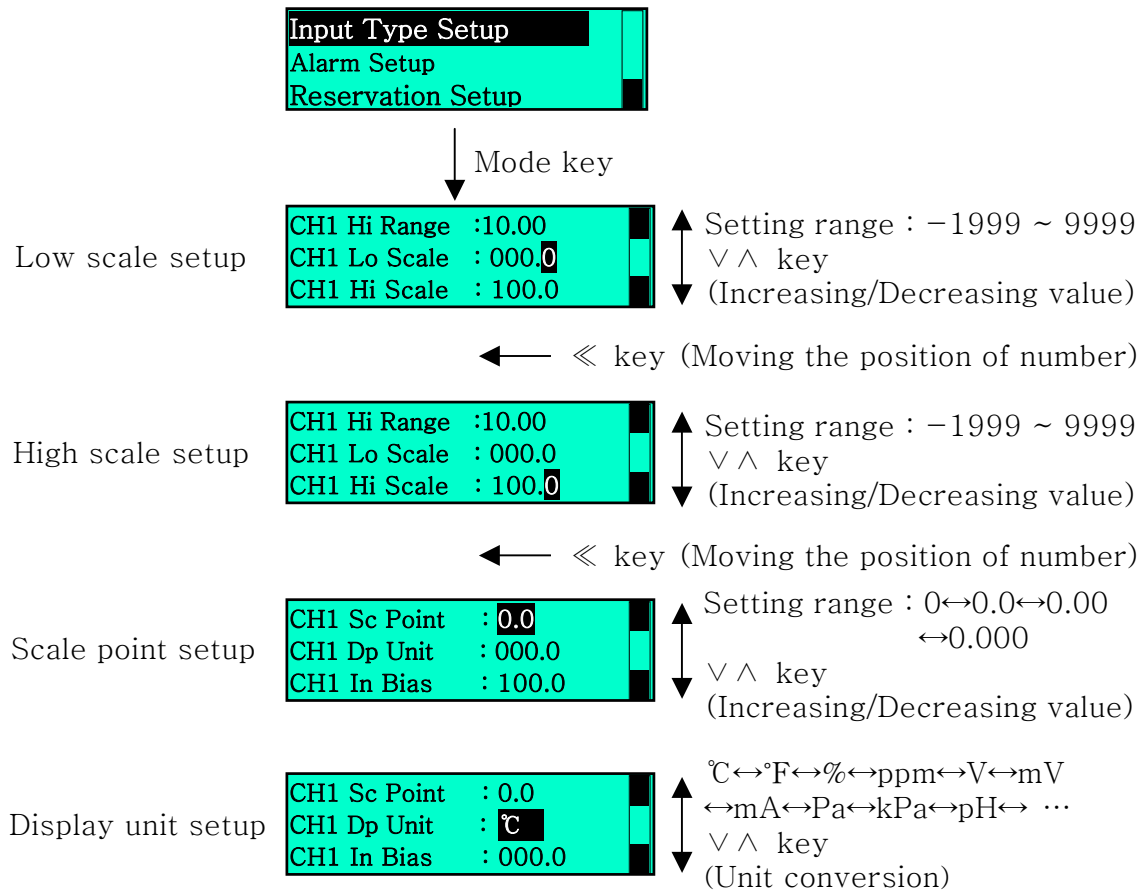 Input Type Setup
Alarm Setup
Reservation Setup
Mode key
Low scale setup
CH1 Hi Range :10.00
CH1 Lo Scale : 000.0
CH1 Hi Scale : 100.0
Setting range : −1999 ~ 9999
∨∧ key
(Increasing/Decreasing value)
≪ key (Moving the position of number)
High scale setup
CH1 Hi Range :10.00
CH1 Lo Scale : 000.0
CH1 Hi Scale : 100.0
Setting range : −1999 ~ 9999
∨∧ key
(Increasing/Decreasing value)
≪ key (Moving the position of number)
Scale point setup
CH1 Sc Point : 0.0
CH1 Dp Unit : 000.0
CH1 In Bias : 100.0
Setting range : 0↔0.0↔0.00
↔0.000
∨∧ key
(Increasing/Decreasing value)
Display unit setup
CH1 Sc Point : 0.0
CH1 Dp Unit : ℃
CH1 In Bias : 000.0
℃↔℉↔%↔ppm↔V↔mV
↔mA↔Pa↔kPa↔pH↔ …
∨∧ key
(Unit conversion)